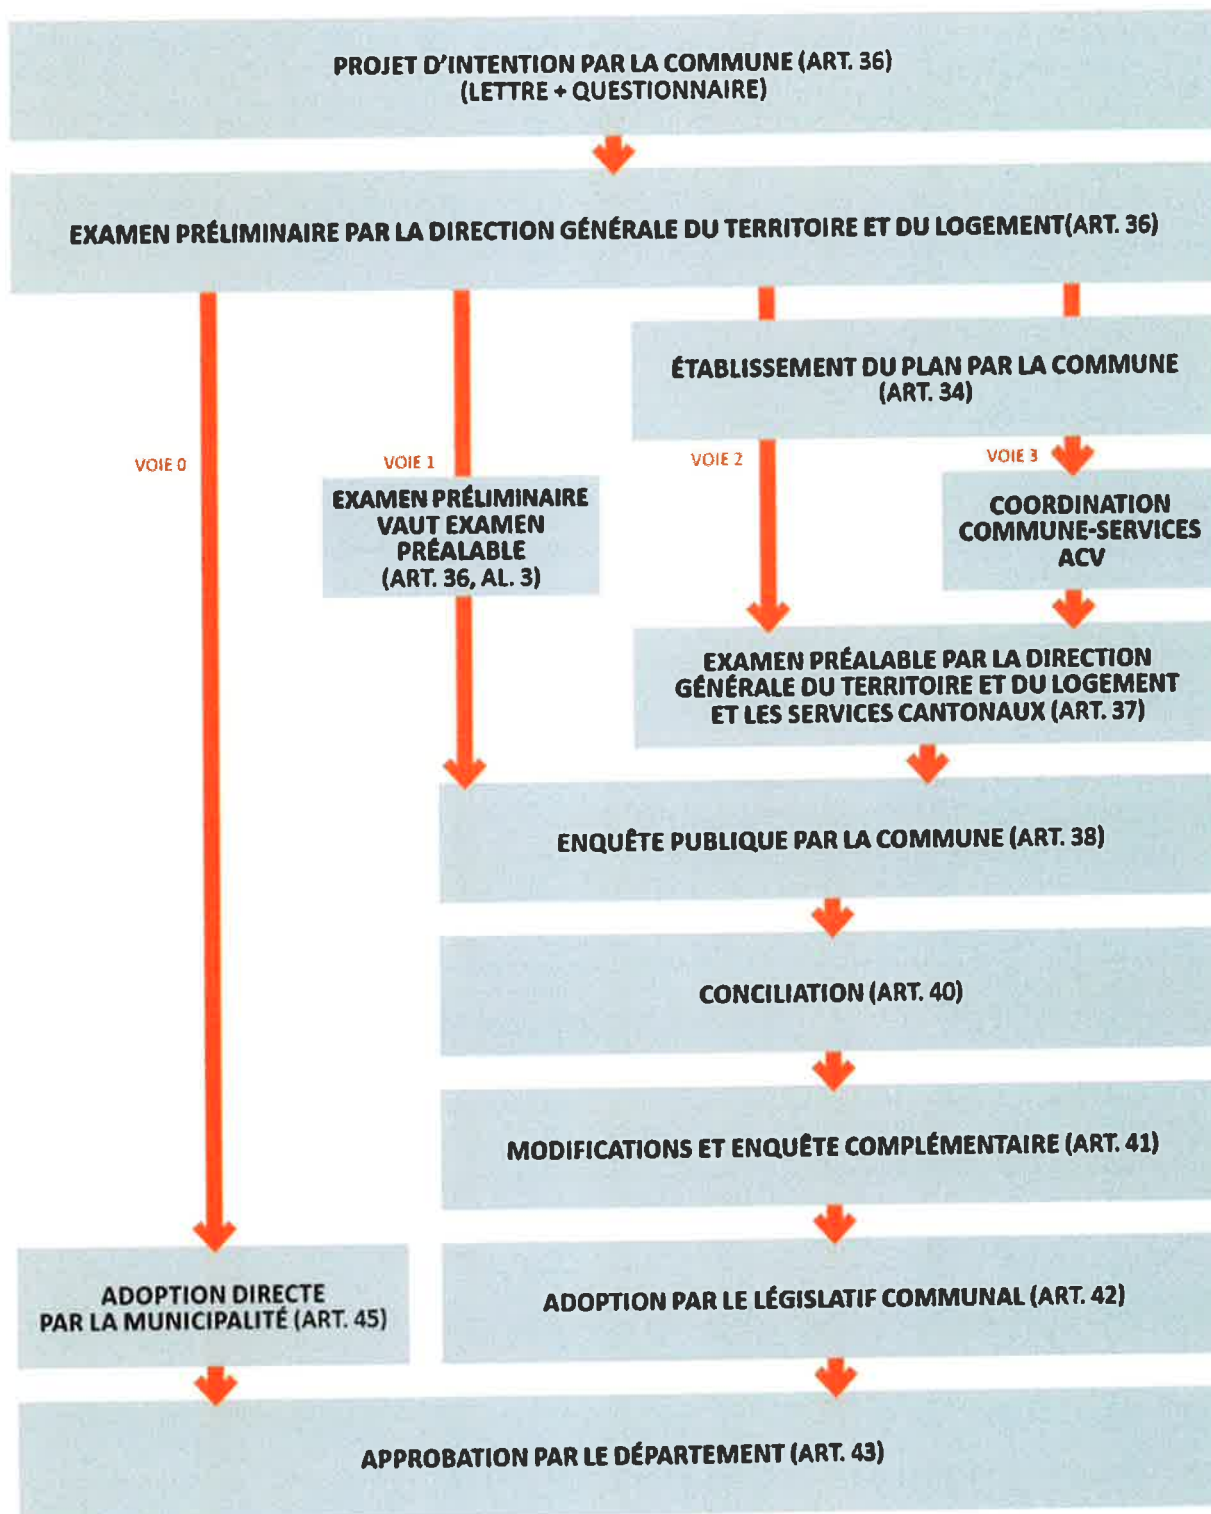 PROJET D'INTENTION PAR LA COMMUNE (ART. 36)
(LETTRE + QUESTIONNAIRE)
EXAMEN PRÉLIMINAIRE PAR LA DIRECTION GÉNÉRALE DU TERRITOIRE ET DU LOGEMENT(ART. 36)
ÉTABLISSEMENT DU PLAN PAR LA COMMUNE
(ART. 34)
VOIE 0
VOIE 1
VOIE 2
VOIE 3
EXAMEN PRÉLIMINAIRE
VAUT EXAMEN
PRÉALABLE
(ART. 36, AL. 3)
COORDINATION
COMMUNE-SERVICES
ACV
EXAMEN PRÉALABLE PAR LA DIRECTION
GÉNÉRALE DU TERRITOIRE ET DU LOGEMENT
ET LES SERVICES CANTONAUX (ART. 37)
ENQUÊTE PUBLIQUE PAR LA COMMUNE (ART. 38)
CONCILIATION (ART. 40)
MODIFICATIONS ET ENQUÊTE COMPLÉMENTAIRE (ART. 41)
ADOPTION DIRECTE
PAR LA MUNICIPALITÉ (ART. 45)
ADOPTION PAR LE LÉGISLATIF COMMUNAL (ART. 42)
APPROBATION PAR LE DÉPARTEMENT (ART. 43)